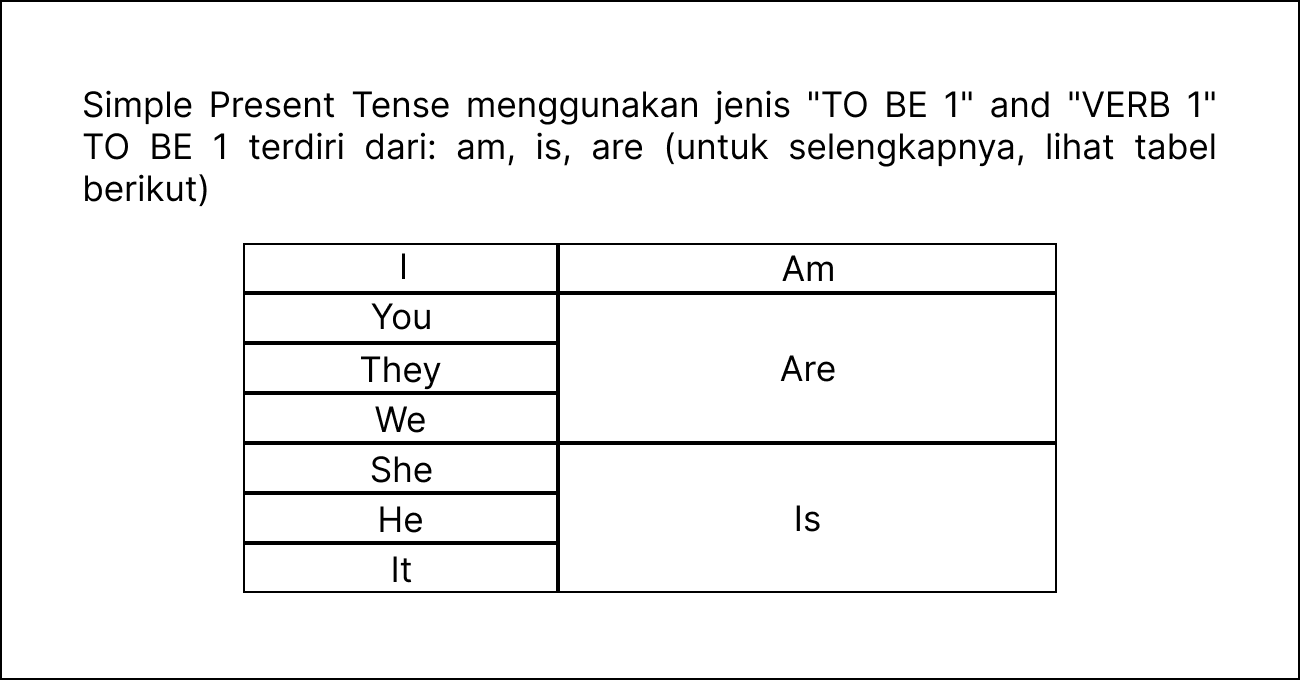 Simple Present Tense menggunakan jenis "TO BE 1" and "VERB 1"
TO BE 1 terdiri dari: am, is, are (untuk selengkapnya, lihat tabel
berikut)
I
Am
You
They
Are
We
She
He
Is
It